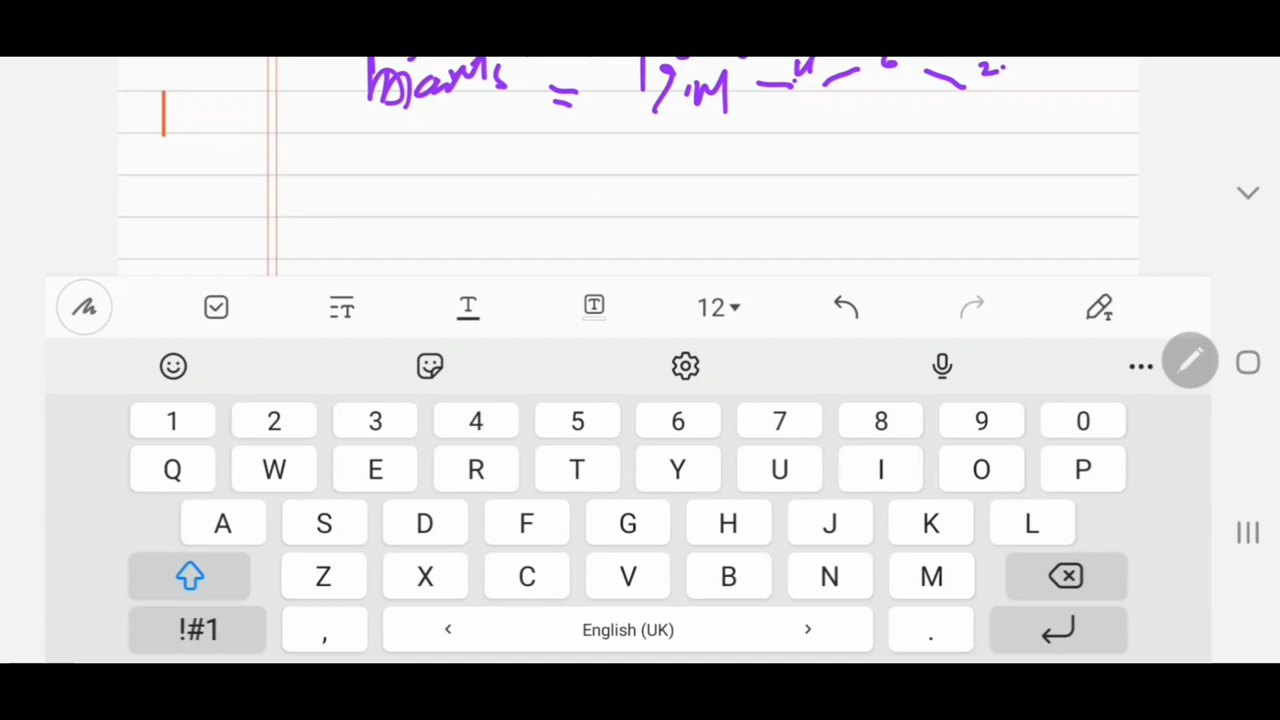 12
1 2 3 4 5 6 7 8 9 0
Q W E R T Y U I O P
A S D F G H J K L
Z X C V B N M
!#1 , < English (UK) > .